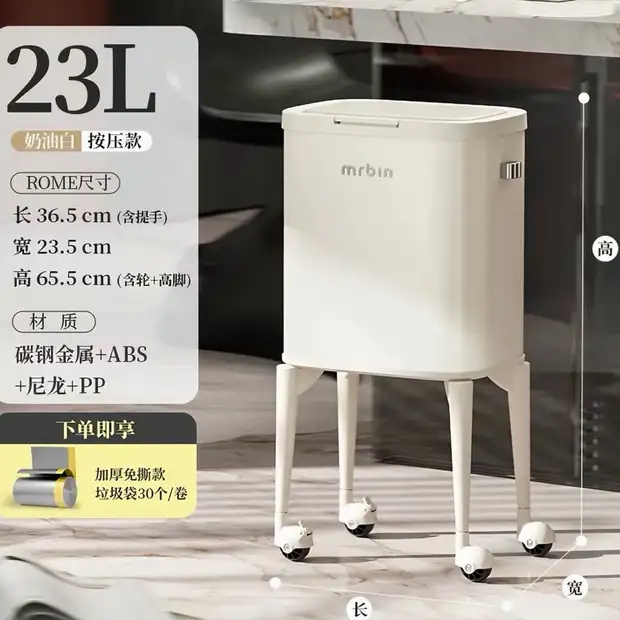 23L
奶油白 按压款
ROME尺寸
长 36.5 cm (含提手)
宽 23.5 cm
高 65.5 cm (含轮+高脚)
材 质
碳钢金属+ABS
+尼龙+PP
下单即享
加厚免撕款
垃圾袋30个/卷
mrbin
高
宽
长